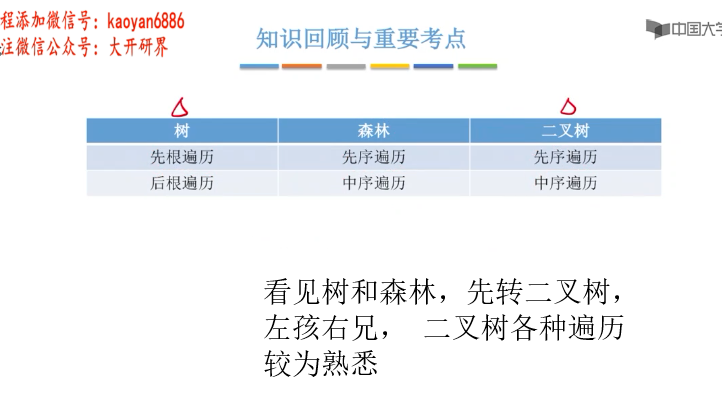 程添加微信号：kaoyan6886
注微信公众号：大开研界
知识回顾与重要考点
中国大学
树 森林 二叉树
先根遍历 先序遍历 先序遍历
后根遍历 中序遍历 中序遍历
看见树和森林，先转二叉树，
左孩右兄， 二叉树各种遍历
较为熟悉